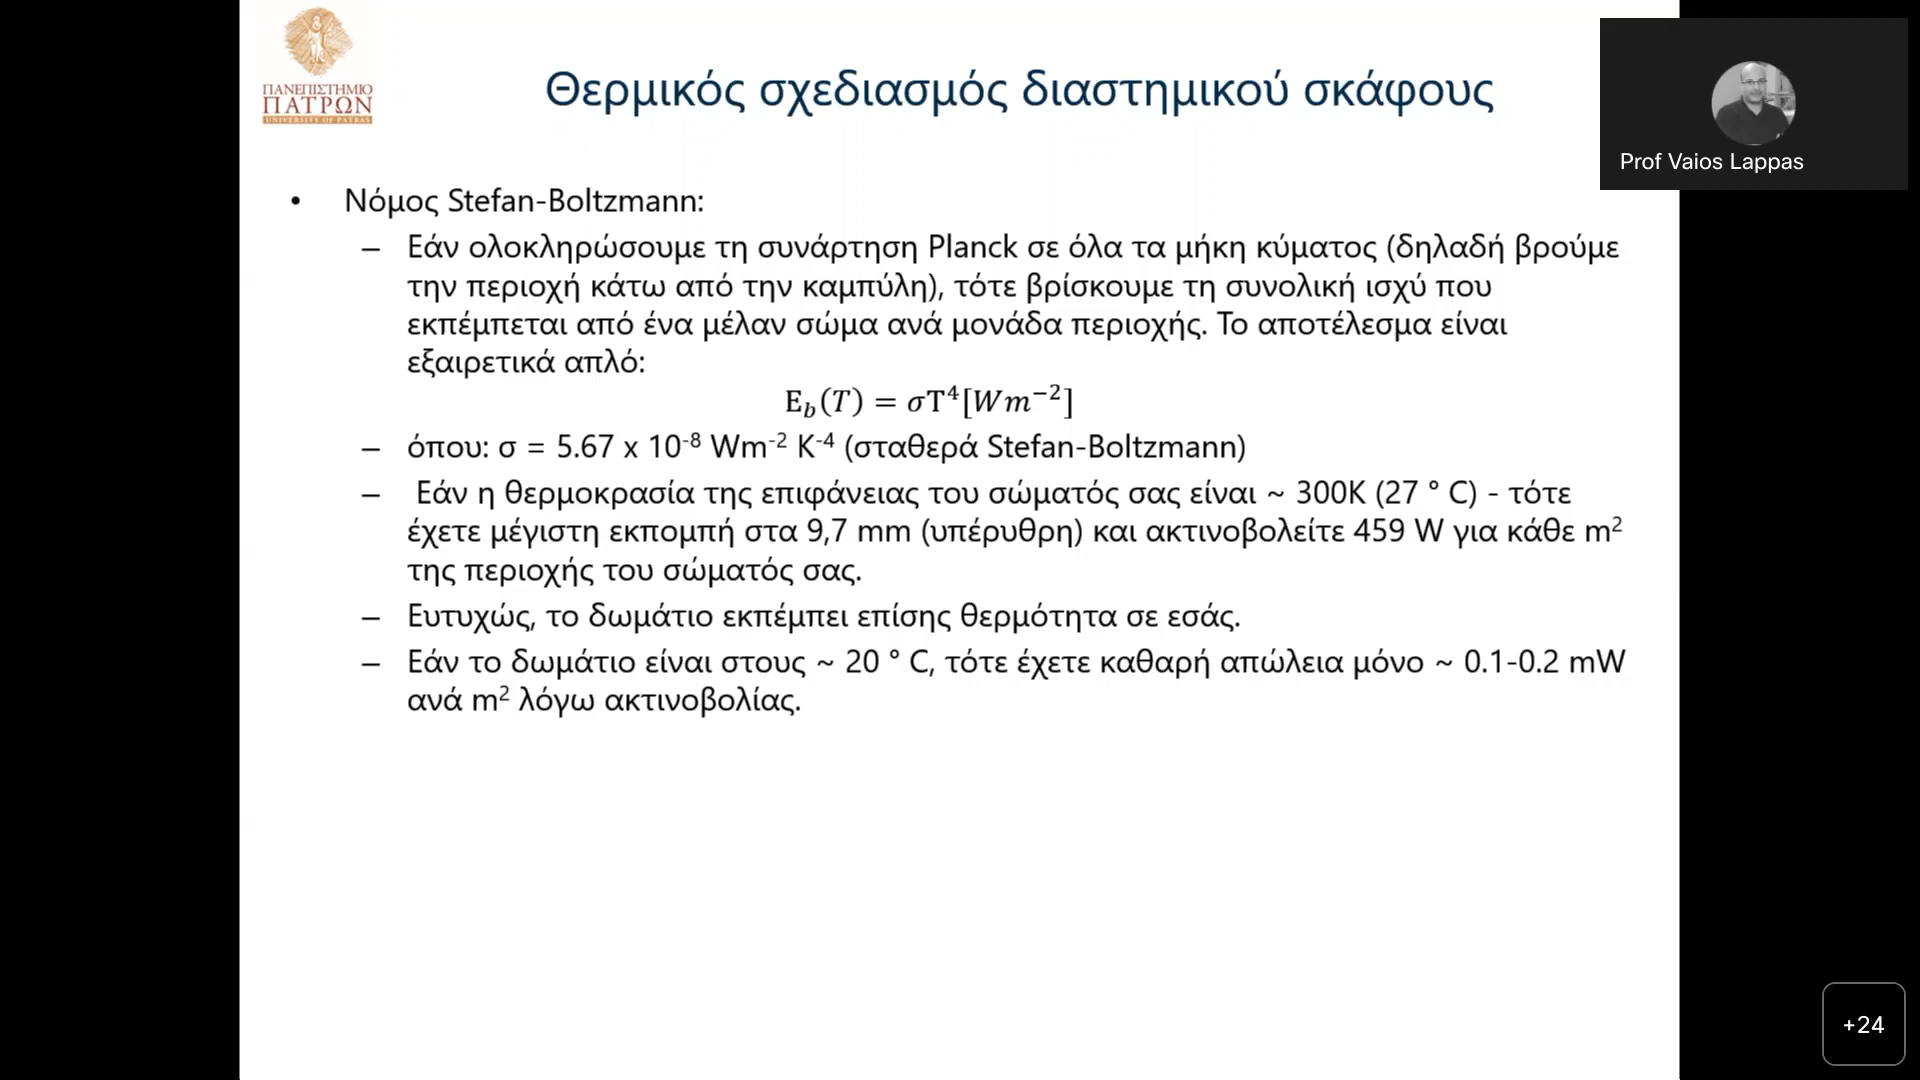 ΠΑΝΕΠΙΣΤΗΜΙΟ
ΠΑΤΡΩΝ
UNIVERSITY OF PATRAS
Θερμικός σχεδιασμός διαστημικού σκάφους
Prof Vaios Lappas
• Νόμος Stefan-Boltzmann:
– Εάν ολοκληρώσουμε τη συνάρτηση Planck σε όλα τα μήκη κύματος (δηλαδή βρούμε
την περιοχή κάτω από την καμπύλη), τότε βρίσκουμε τη συνολική ισχύ που
εκπέμπεται από ένα μέλαν σώμα ανά μονάδα περιοχής. Το αποτέλεσμα είναι
εξαιρετικά απλό:
E_b(T) = σT⁴[Wm⁻²]
– όπου: σ = 5.67 x 10⁻⁸ Wm⁻² K⁻⁴ (σταθερά Stefan-Boltzmann)
– Εάν η θερμοκρασία της επιφάνειας του σώματός σας είναι ~ 300K (27 ° C) - τότε
έχετε μέγιστη εκπομπή στα 9,7 mm (υπέρυθρη) και ακτινοβολείτε 459 W για κάθε m²
της περιοχής του σώματός σας.
– Ευτυχώς, το δωμάτιο εκπέμπει επίσης θερμότητα σε εσάς.
– Εάν το δωμάτιο είναι στους ~ 20 ° C, τότε έχετε καθαρή απώλεια μόνο ~ 0.1-0.2 mW
ανά m² λόγω ακτινοβολίας.
+24